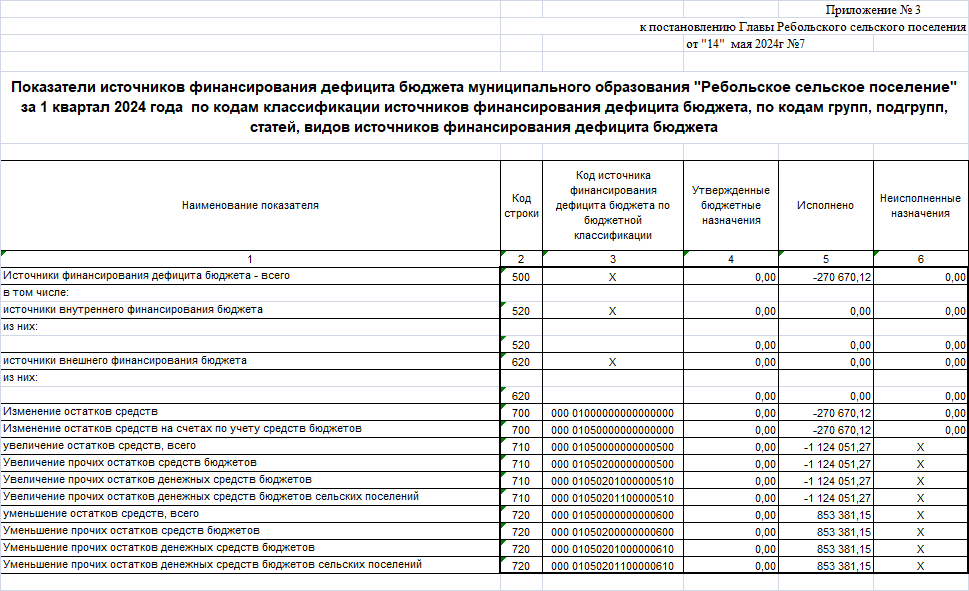 Приложение № 3
к постановлению Главы Ребольского сельского поселения
от "14" мая 2024г №7
Показатели источников финансирования дефицита бюджета муниципального образования "Ребольское сельское поселение"
за 1 квартал 2024 года по кодам классификации источников финансирования дефицита бюджета, по кодам групп, подгрупп,
статей, видов источников финансирования дефицита бюджета
Наименование показателя
Код
строки
Код источника
финансирования
дефицита бюджета по
бюджетной
классификации
Утвержденные
бюджетные
назначения
Исполнено
Неисполненные
назначения
1 2 3 4 5 6
Источники финансирования дефицита бюджета - всего 500 X 0,00 -270 670,12 0,00
в том числе:
источники внутреннего финансирования бюджета 520 X 0,00 0,00 0,00
из них:
520 0,00 0,00 0,00
источники внешнего финансирования бюджета 620 X 0,00 0,00 0,00
из них:
620 0,00 0,00 0,00
Изменение остатков средств 700 000 01000000000000000 0,00 -270 670,12 0,00
Изменение остатков средств на счетах по учету средств бюджетов 700 000 01050000000000000 0,00 -270 670,12 0,00
увеличение остатков средств, всего 710 000 01050000000000500 0,00 -1 124 051,27 X
Увеличение прочих остатков средств бюджетов 710 000 01050200000000500 0,00 -1 124 051,27 X
Увеличение прочих остатков денежных средств бюджетов 710 000 01050201000000510 0,00 -1 124 051,27 X
Увеличение прочих остатков денежных средств бюджетов сельских поселений 710 000 01050201100000510 0,00 -1 124 051,27 X
уменьшение остатков средств, всего 720 000 01050000000000600 0,00 853 381,15 X
Уменьшение прочих остатков средств бюджетов 720 000 01050200000000600 0,00 853 381,15 X
Уменьшение прочих остатков денежных средств бюджетов 720 000 01050201000000610 0,00 853 381,15 X
Уменьшение прочих остатков денежных средств бюджетов сельских поселений 720 000 01050201100000610 0,00 853 381,15 X